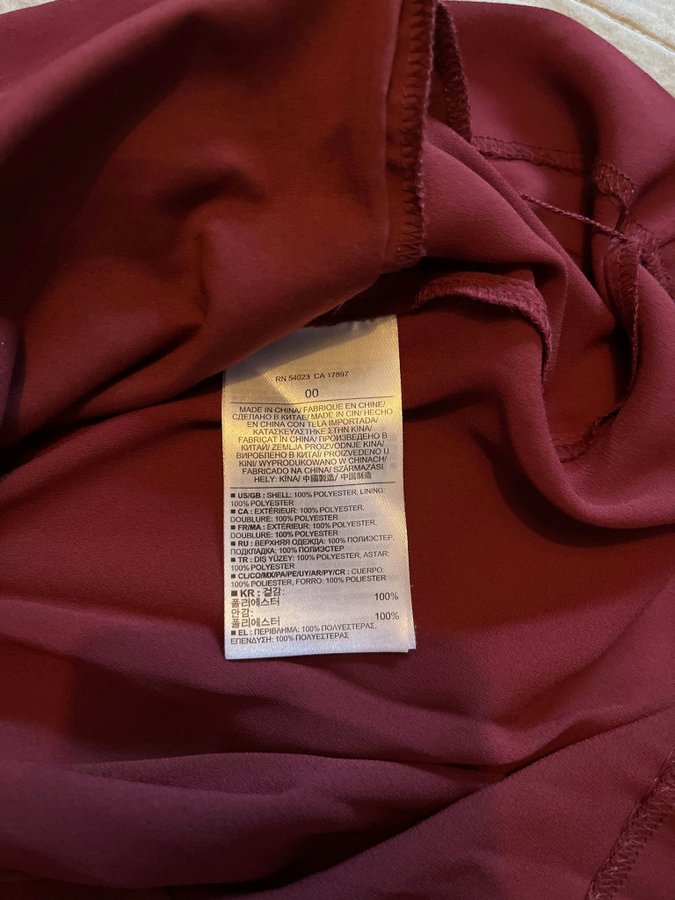 RN 54023 CA 17897
00
MADE IN CHINA/ FABRIQUE EN CHINE/
СДЕЛАНО В КИТАЕ/ MADE IN CIN/ HECHO
EN CHINA CON TELA IMPORTADA/
ΚΑΤΑΣΚΕΥΑΣΤΗΚΕ ΣΤΗΝ ΚΙΝΑ/
FABRICAT ÎN CHINA/ ПРОИЗВЕДЕНО В
КИТАЙ/ ZEMLJA PROIZVODNJE KINA/
ВИРОБЛЕНО В КИТАЇ/ PROIZVEDENO U
KINI/ WYPRODUKOWANO W CHINACH/
FABRICADO NA CHINA/ SZÁRMAZÁSI
HELY: KÍNA/ 中國製造/ 中国制造
■ US/GB : SHELL: 100% POLYESTER, LINING:
100% POLYESTER
■ CA : EXTÉRIEUR: 100% POLYESTER,
DOUBLURE: 100% POLYESTER
■ FR/MA : EXTÉRIEUR: 100% POLYESTER,
DOUBLURE: 100% POLYESTER
■ RU : ВЕРХНЯЯ ОДЕЖДА: 100% ПОЛИЭСТЕР,
ПОДКЛАДКА: 100% ПОЛИЭСТЕР
■ TR : DIŞ YÜZEY: 100% POLYESTER, ASTAR:
100% POLYESTER
■ CL/CO/MX/PA/PE/UY/AR/PY/CR : CUERPO:
100% POLIESTER, FORRO: 100% POLIESTER
■ KR : 겉감:
폴리에스터 100%
안감:
폴리에스터 100%
■ EL : ΠΕΡΙΒΛΗΜΑ: 100% ΠΟΛΥΕΣΤΕΡΑΣ,
ΕΠΕΝΔΥΣΗ: 100% ΠΟΛΥΕΣΤΕΡΑΣ